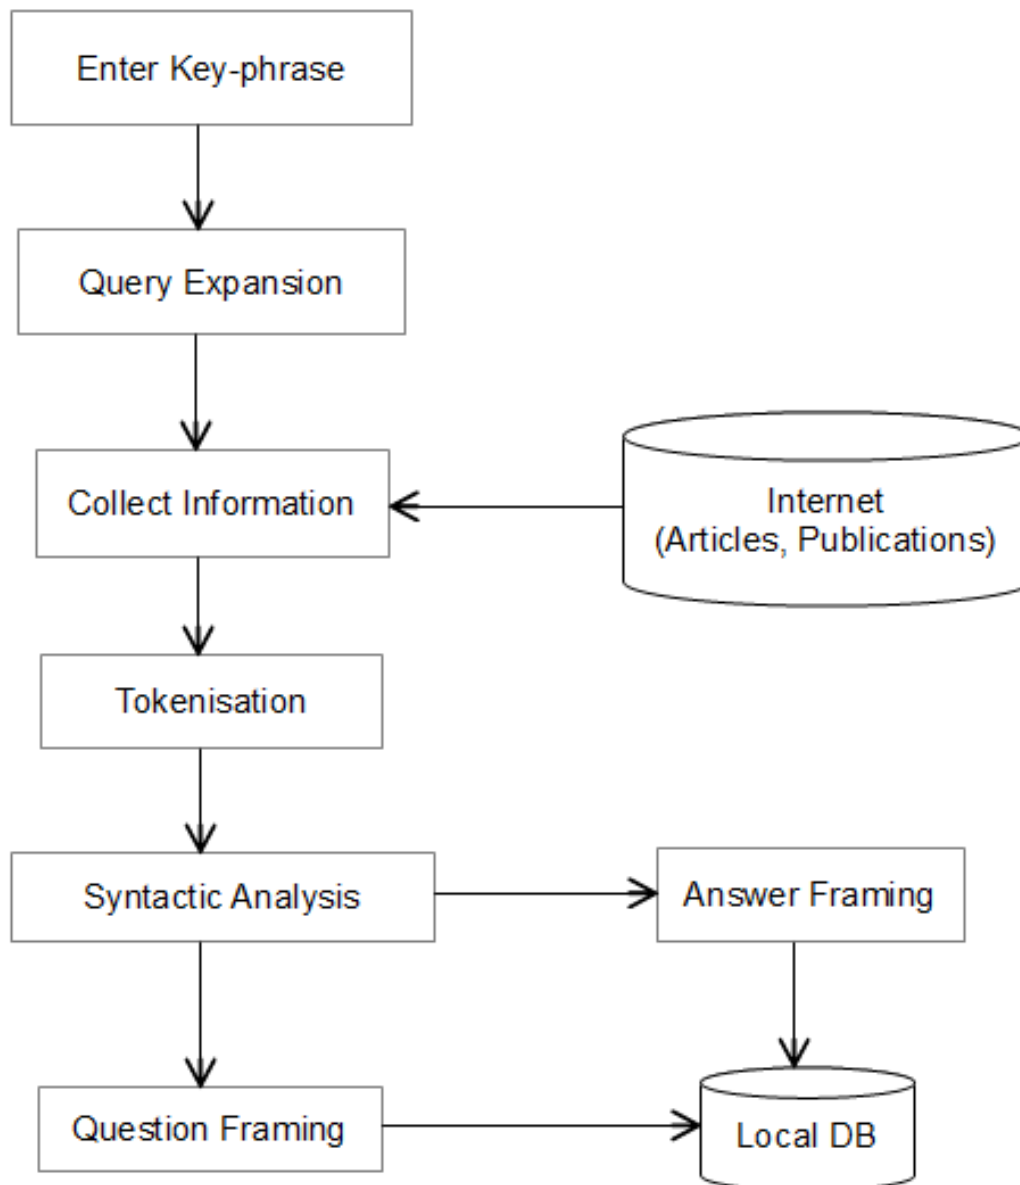 Enter Key-phrase
Query Expansion
Collect Information
Internet
(Articles, Publications)
Tokenisation
Syntactic Analysis
Answer Framing
Question Framing
Local DB